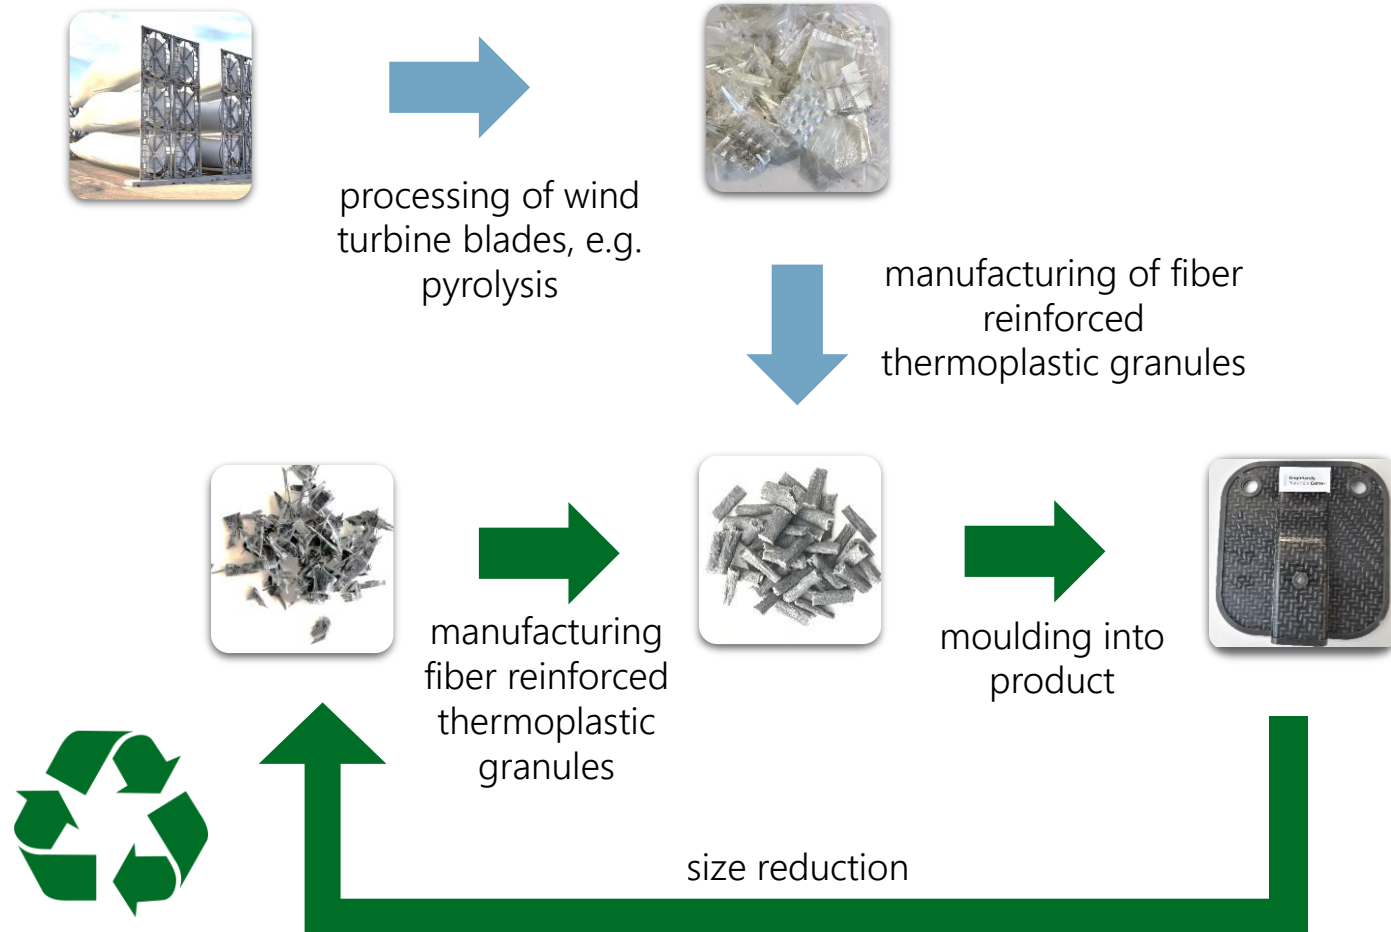 processing of wind
turbine blades, e.g.
pyrolysis
manufacturing of fiber
reinforced
thermoplastic granules
manufacturing
fiber reinforced
thermoplastic
granules
moulding into
product
size reduction